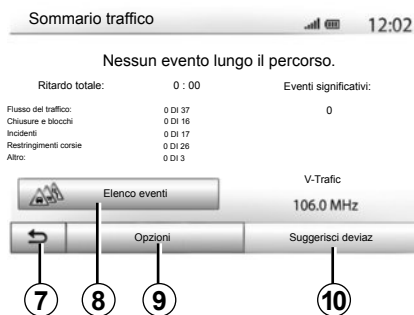 Sommario traffico
12:02
Nessun evento lungo il percorso.
Ritardo totale: 0 : 00 Eventi significativi:
0
Flusso del traffico: 0 DI 37
Chiusure e blocchi 0 DI 16
Incidenti 0 DI 17
Restringimenti corsie 0 DI 26
Altro: 0 DI 3
V-Trafic
Elenco eventi
106.0 MHz
Opzioni Suggerisci deviaz
7 8 9 10